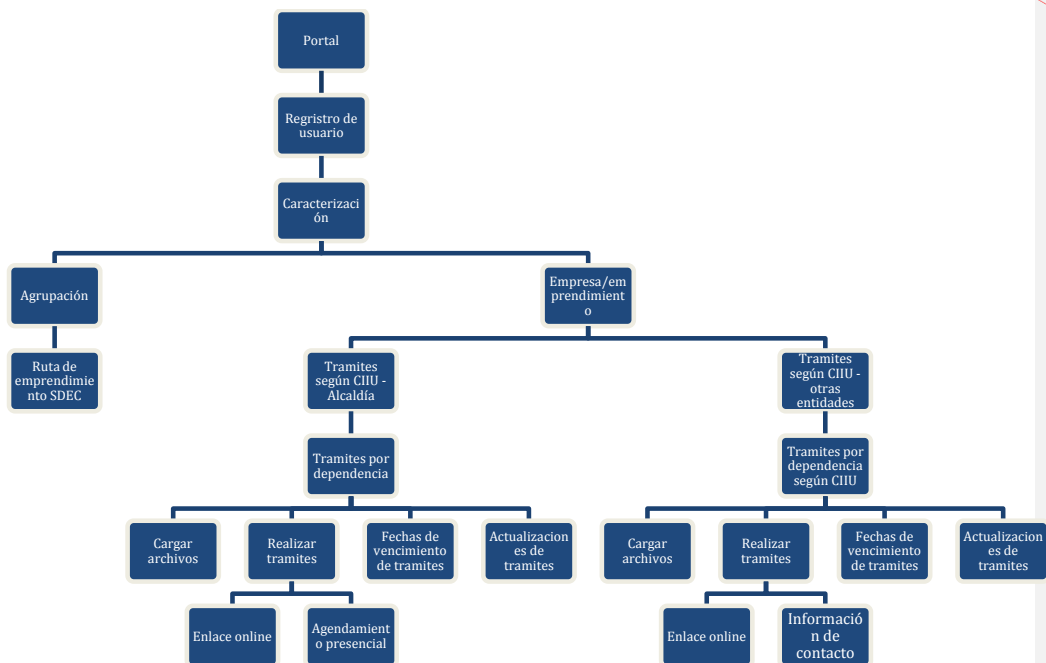 Portal
Regristro de
usuario
Caracterizaci
ón
Agrupación
Empresa/em
prendimient
o
Ruta de
emprendimie
nto SDEC
Tramites
según CIIU -
Alcaldía
Tramites
según CIIU -
otras
entidades
Tramites por
dependencia
Tramites por
dependencia
según CIIU
Cargar
archivos
Realizar
tramites
Fechas de
vencimiento
de tramites
Actualizacion
es de
tramites
Cargar
archivos
Realizar
tramites
Fechas de
vencimiento
de tramites
Actualizacion
es de
tramites
Enlace online
Agendamient
o presencial
Enlace online
Informació
n de
contacto